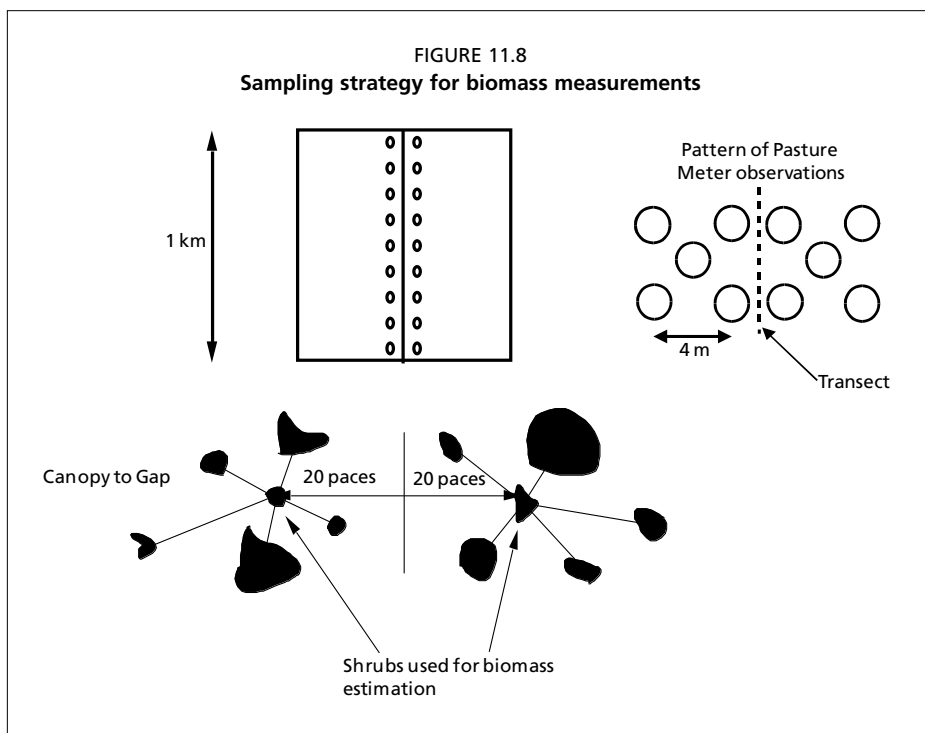 FIGURE 11.8
Sampling strategy for biomass measurements
1 km
Pattern of Pasture
Meter observations
4 m
Transect
Canopy to Gap
20 paces
20 paces
Shrubs used for biomass
estimation